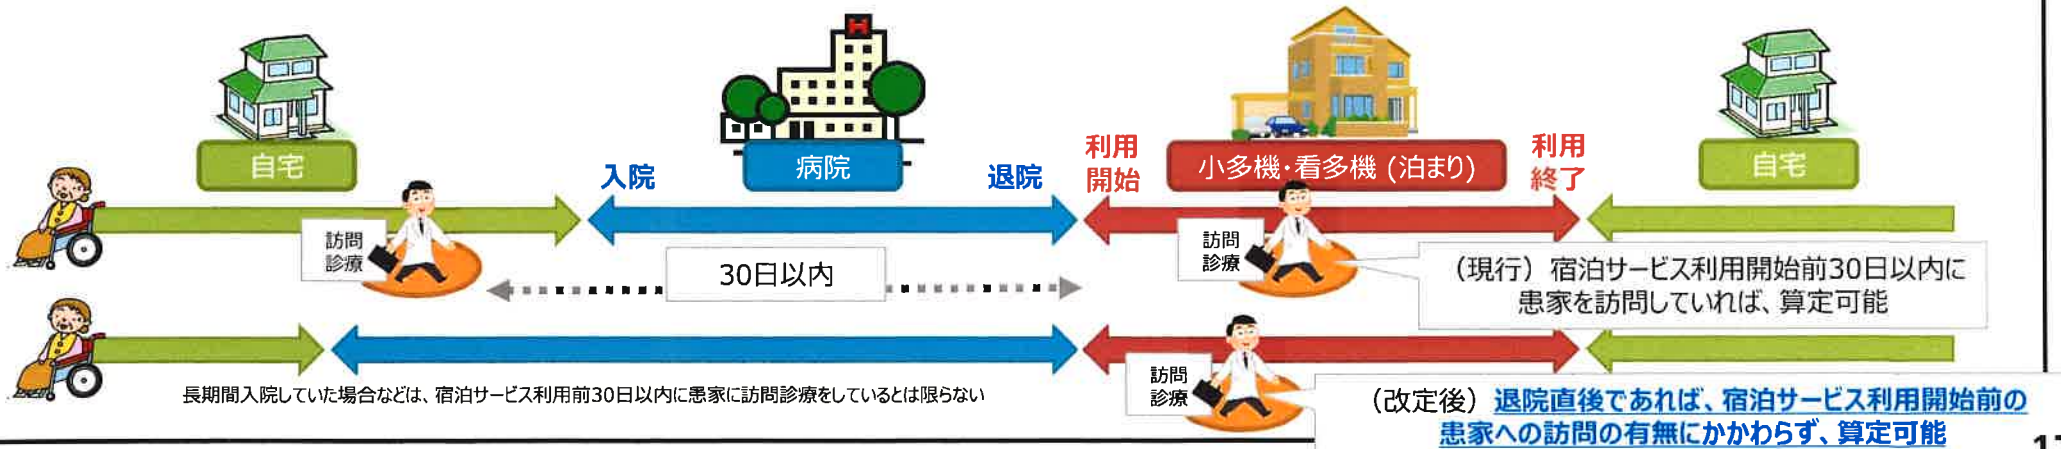 自宅
病院
小多機・看多機 (泊まり)
自宅
入院
退院
利用
開始
利用
終了
訪問
診療
30日以内
訪問
診療
（現行）宿泊サービス利用開始前30日以内に
患家を訪問していれば、算定可能
長期間入院していた場合などは、宿泊サービス利用前30日以内に患家に訪問診療をしているとは限らない
訪問
診療
（改定後）退院直後であれば、宿泊サービス利用開始前の
患家への訪問の有無にかかわらず、算定可能